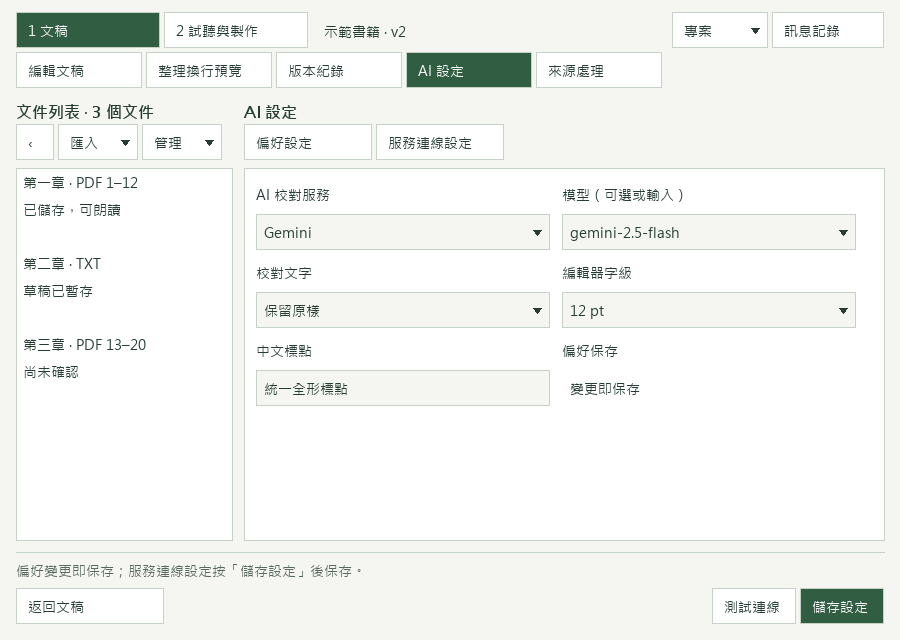 1 文稿
2 試聽與製作
示範書籍 · v2
專案
訊息記錄
編輯文稿
整理換行預覽
版本紀錄
AI 設定
來源處理
文件列表 · 3 個文件
AI 設定
‹
匯入
管理
偏好設定
服務連線設定
第一章 · PDF 1–12
已儲存，可朗讀
第二章 · TXT
草稿已暫存
第三章 · PDF 13–20
尚未確認
AI 校對服務
模型（可選或輸入）
Gemini
gemini-2.5-flash
校對文字
編輯器字級
保留原樣
12 pt
中文標點
偏好保存
統一全形標點
變更即保存
偏好變更即保存；服務連線設定按「儲存設定」後保存。
返回文稿
測試連線
儲存設定